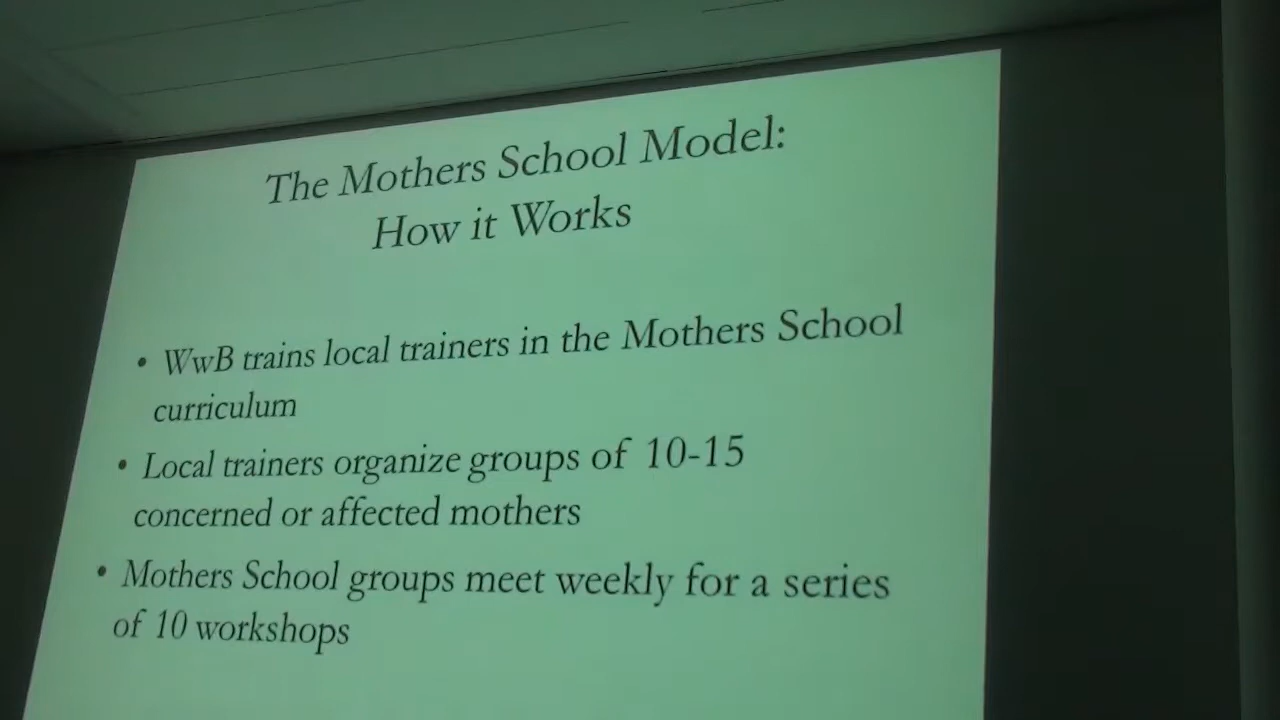 The Mothers School Model:
How it Works
• WwB trains local trainers in the Mothers School
curriculum
• Local trainers organize groups of 10-15
concerned or affected mothers
• Mothers School groups meet weekly for a series
of 10 workshops